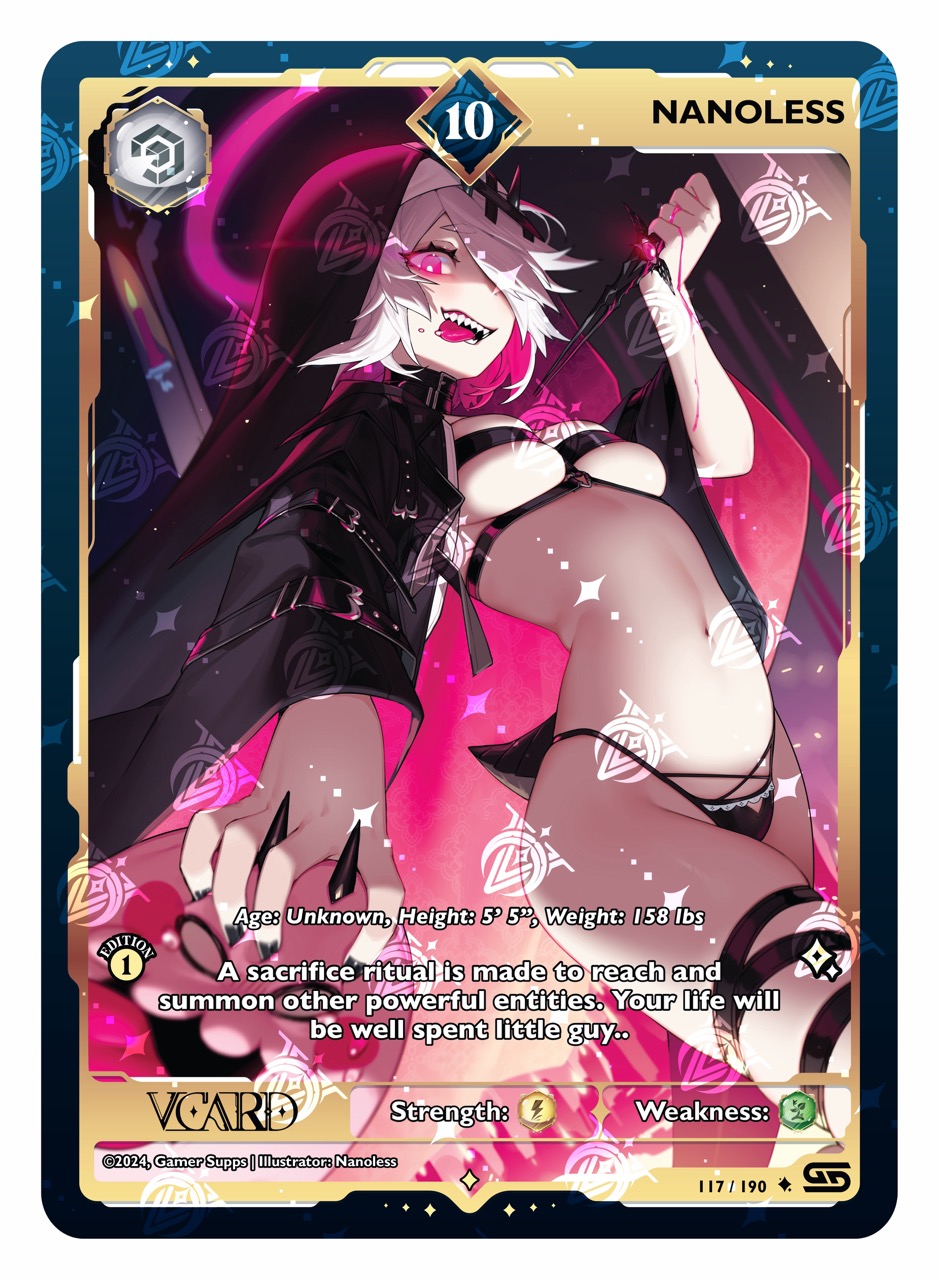 10
NANOLESS
Age: Unknown, Height: 5’ 5”, Weight: 158 lbs
EDITION
1
A sacrifice ritual is made to reach and
summon other powerful entities. Your life will
be well spent little guy..
VCARD
Strength:
Weakness:
©2024, Gamer Supps | Illustrator: Nanoless
117 / 190